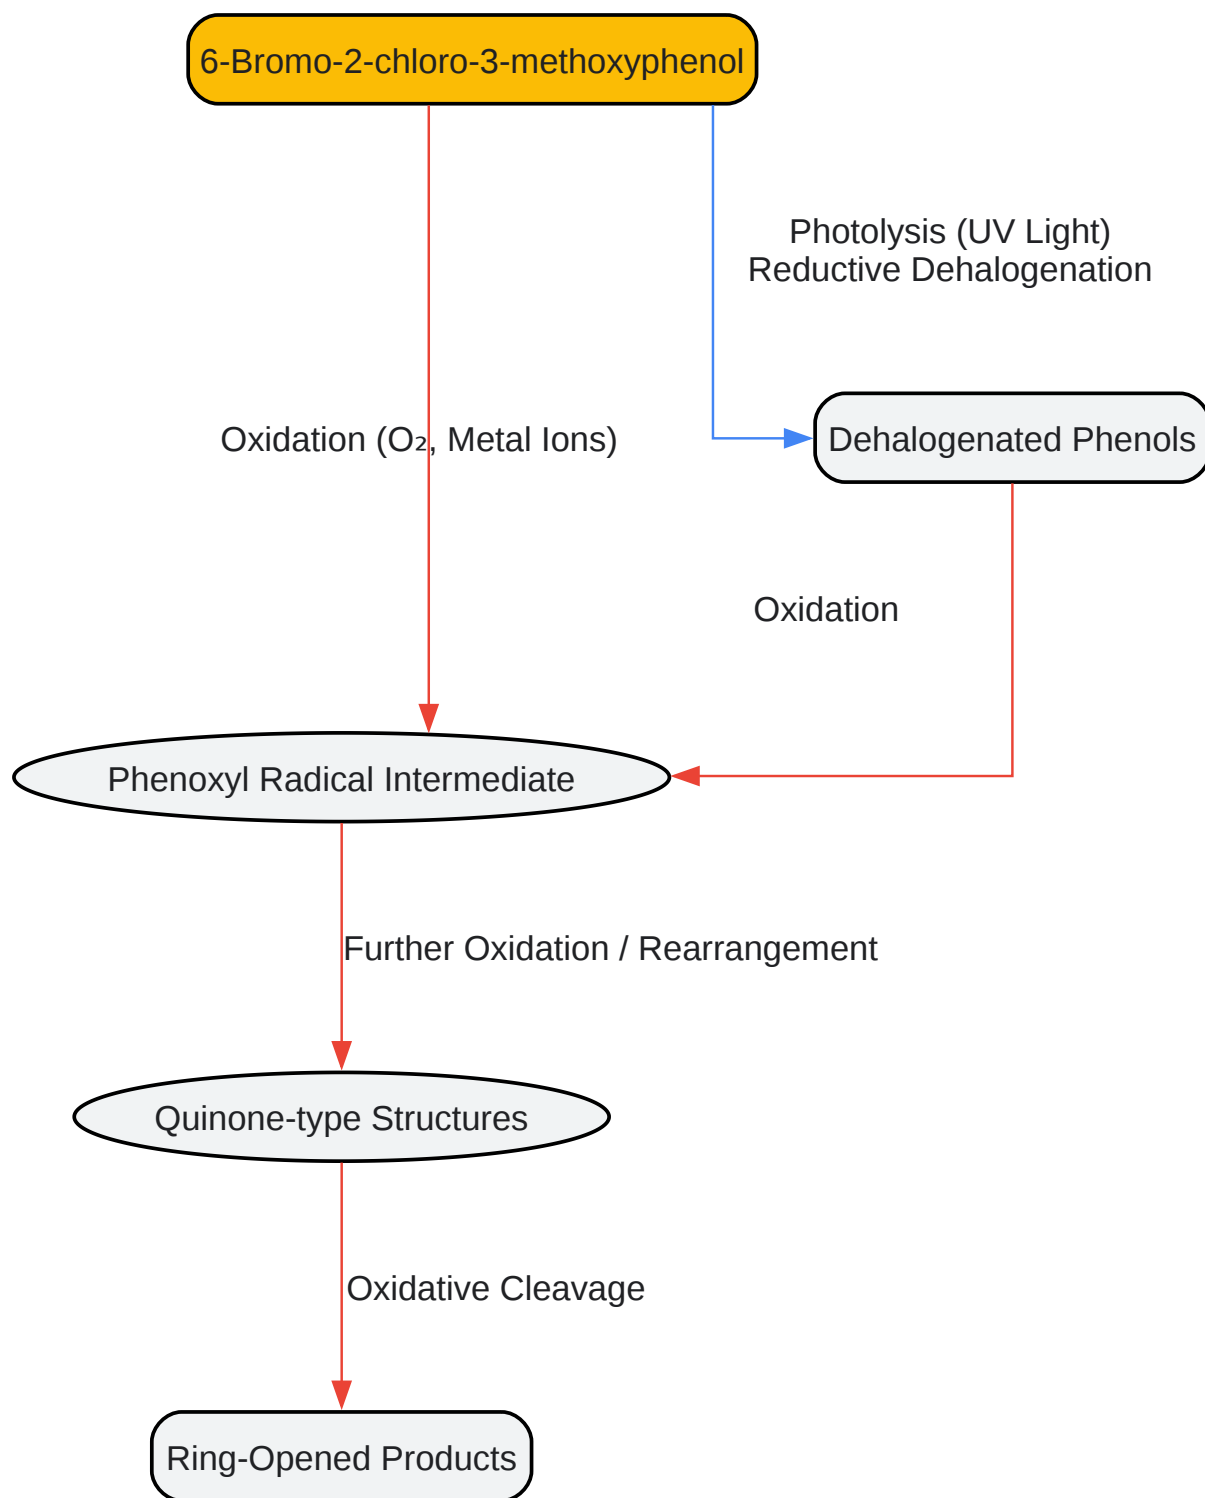 6-Bromo-2-chloro-3-methoxyphenol
Photolysis (UV Light)
Reductive Dehalogenation
Oxidation (O₂, Metal Ions)
Dehalogenated Phenols
Oxidation
Phenoxyl Radical Intermediate
Further Oxidation / Rearrangement
Quinone-type Structures
Oxidative Cleavage
Ring-Opened Products